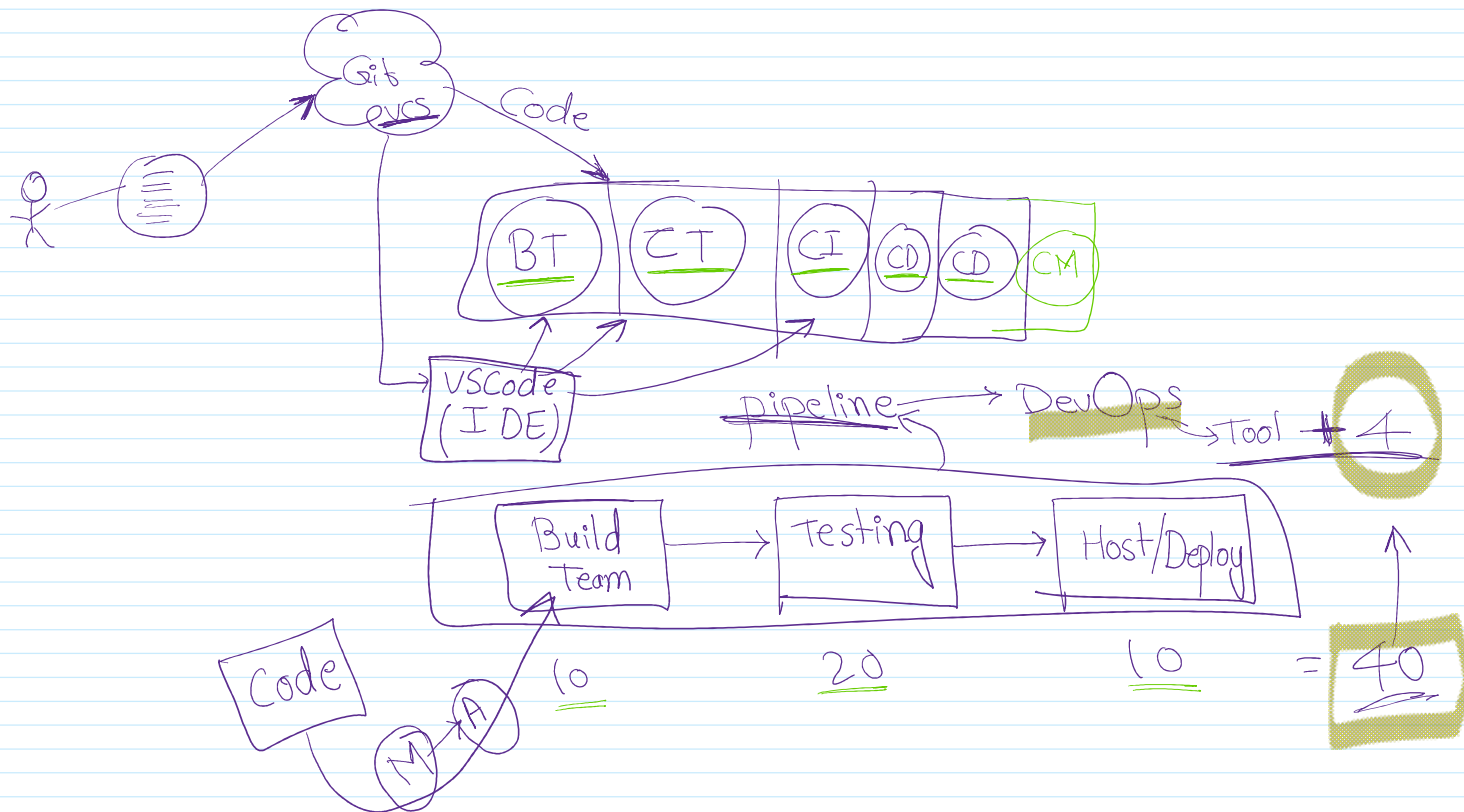 Git
VCS
Code
BT
CT
CI
CD
CD
CM
VSCode
(IDE)
pipeline
DevOps
Tool
4
Build
Team
Testing
Host/Deploy
Code
M
A
10
20
10
= 40